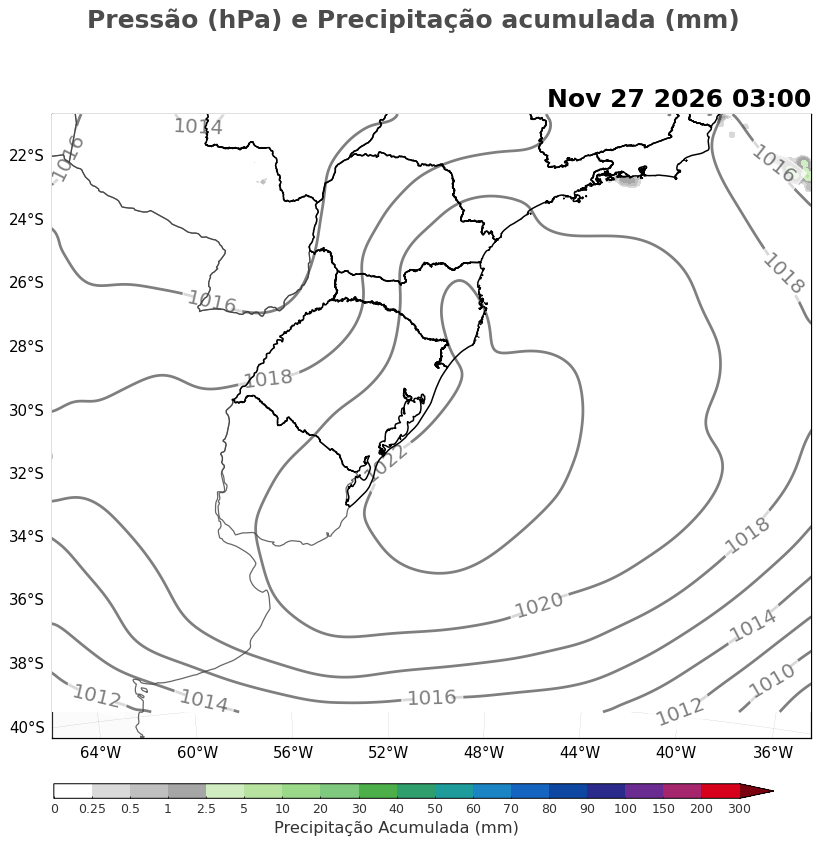 Pressão (hPa) e Precipitação acumulada (mm)
Nov 27 2026 03:00
1014
1016
1016
22°S
24°S
1018
26°S
1016
28°S
1018
30°S
1022
32°S
34°S
1018
36°S
1020
1014
38°S
1010
1012
1014
1016
1012
40°S
64°W 60°W 56°W 52°W 48°W 44°W 40°W 36°W
0 0.25 0.5 1 2.5 5 10 20 30 40 50 60 70 80 90 100 150 200 300
Precipitação Acumulada (mm)